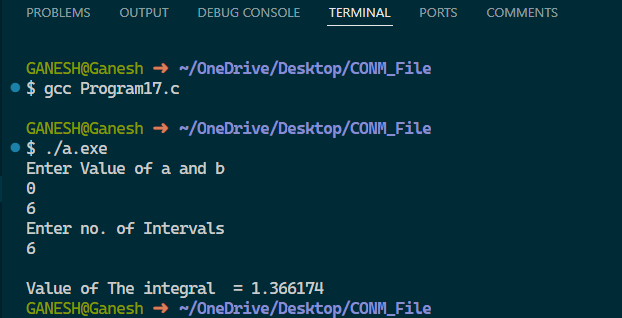 PROBLEMS OUTPUT DEBUG CONSOLE TERMINAL PORTS COMMENTS
GANESH@Ganesh ➜ ~/OneDrive/Desktop/CONM_File
$ gcc Program17.c
GANESH@Ganesh ➜ ~/OneDrive/Desktop/CONM_File
$ ./a.exe
Enter Value of a and b
0
6
Enter no. of Intervals
6
Value of The integral  = 1.366174
GANESH@Ganesh ➜ ~/OneDrive/Desktop/CONM_File